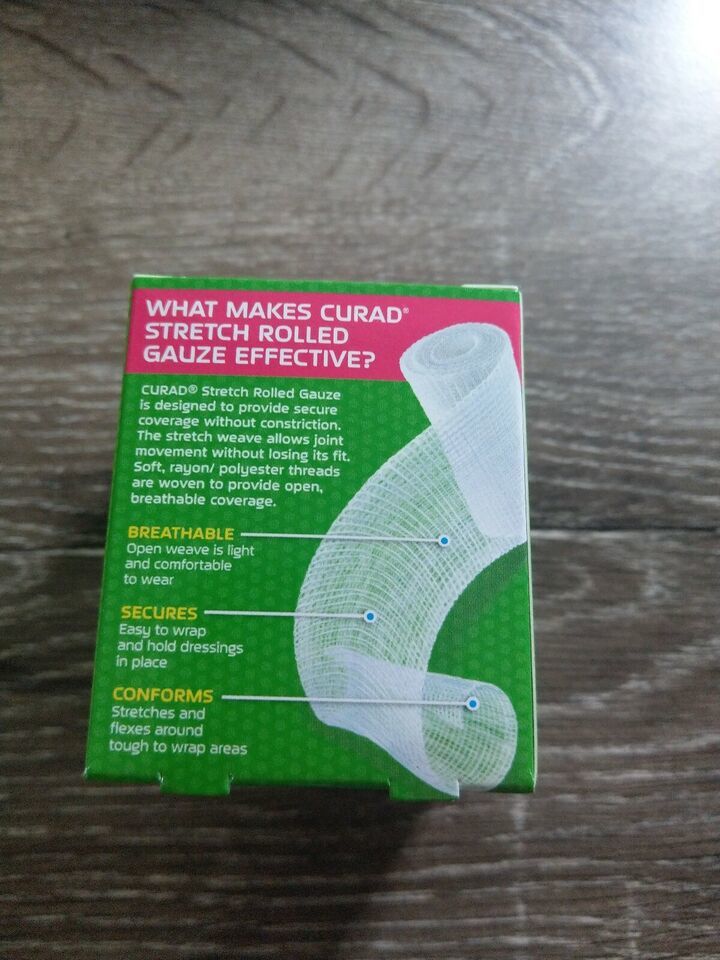 WHAT MAKES CURAD®
STRETCH ROLLED
GAUZE EFFECTIVE?
CURAD® Stretch Rolled Gauze
is designed to provide secure
coverage without constriction.
The stretch weave allows joint
movement without losing its fit.
Soft, rayon/ polyester threads
are woven to provide open,
breathable coverage.
BREATHABLE
Open weave is light
and comfortable
to wear
SECURES
Easy to wrap
and hold dressings
in place
CONFORMS
Stretches and
flexes around
tough to wrap areas